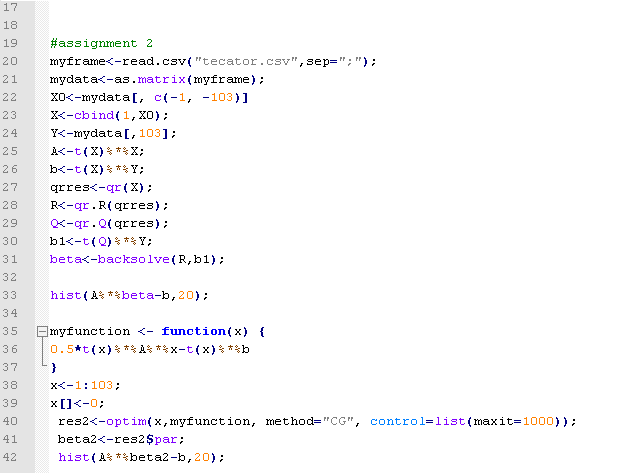 17
18
19 #assignment 2
20 myframe<-read.csv("tecator.csv",sep=";");
21 mydata<-as.matrix(myframe);
22 X0<-mydata[, c(-1, -103)]
23 X<-cbind(1,X0);
24 Y<-mydata[,103];
25 A<-t(X)%*%X;
26 b<-t(X)%*%Y;
27 qrres<-qr(X);
28 R<-qr.R(qrres);
29 Q<-qr.Q(qrres);
30 b1<-t(Q)%*%Y;
31 beta<-backsolve(R,b1);
32
33 hist(A%*%beta-b,20);
34
35 myfunction <- function(x) {
36 0.5*t(x)%*%A%*%x-t(x)%*%b
37 }
38 x<-1:103;
39 x[]<-0;
40 res2<-optim(x,myfunction, method="CG", control=list(maxit=1000));
41 beta2<-res2$par;
42 hist(A%*%beta2-b,20);